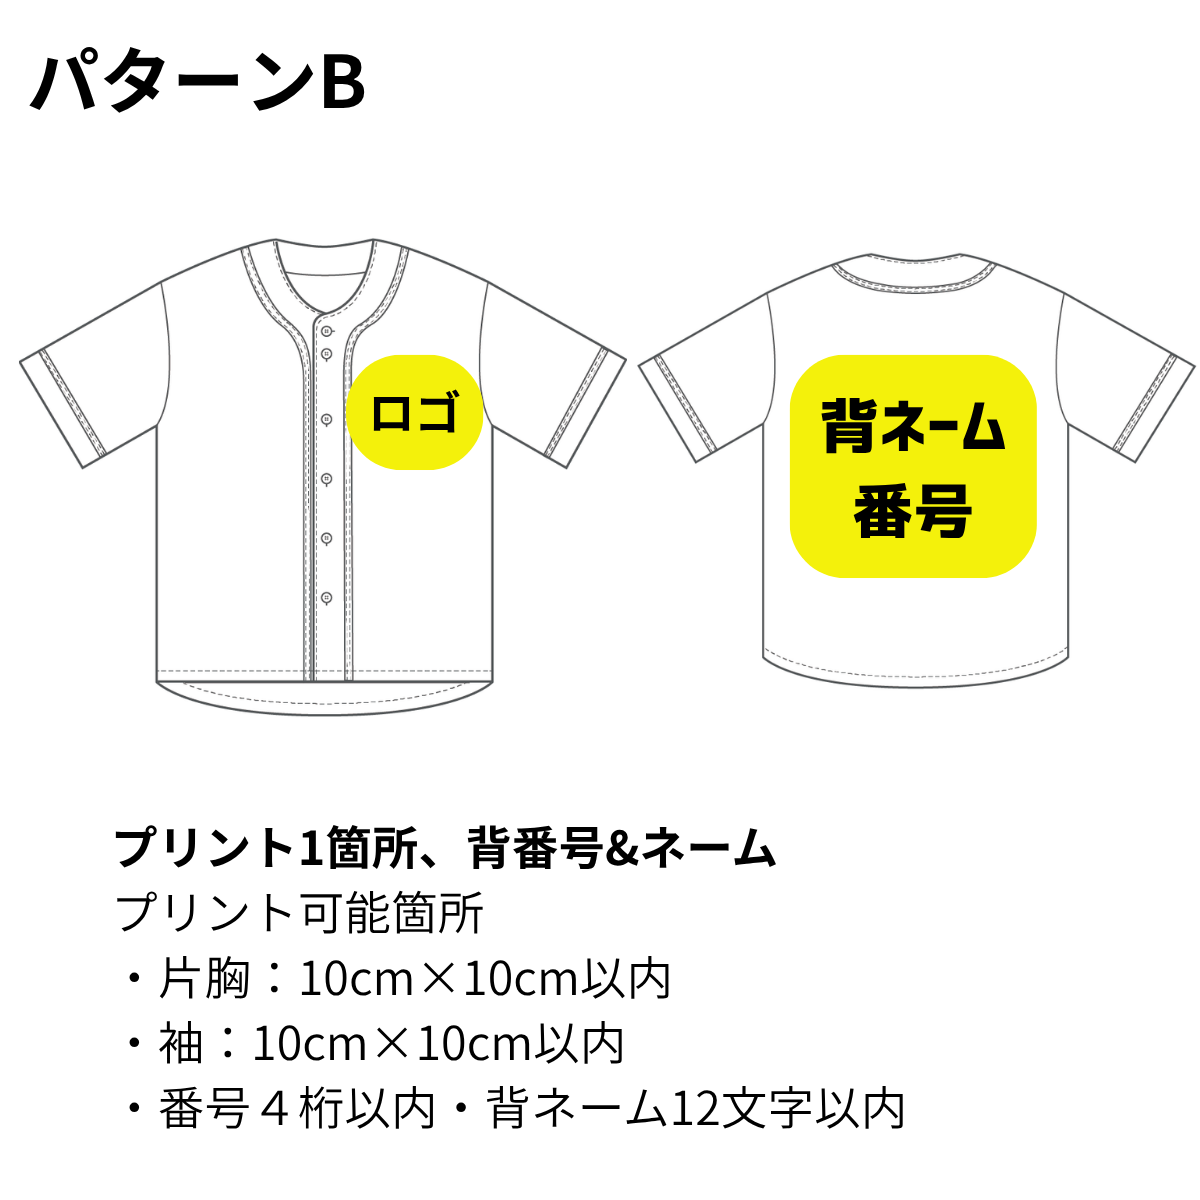 パターンB
ロゴ
背ネーム
番号
プリント1箇所、背番号&ネーム
プリント可能箇所
・片胸：10cm×10cm以内
・袖：10cm×10cm以内
・番号４桁以内・背ネーム12文字以内